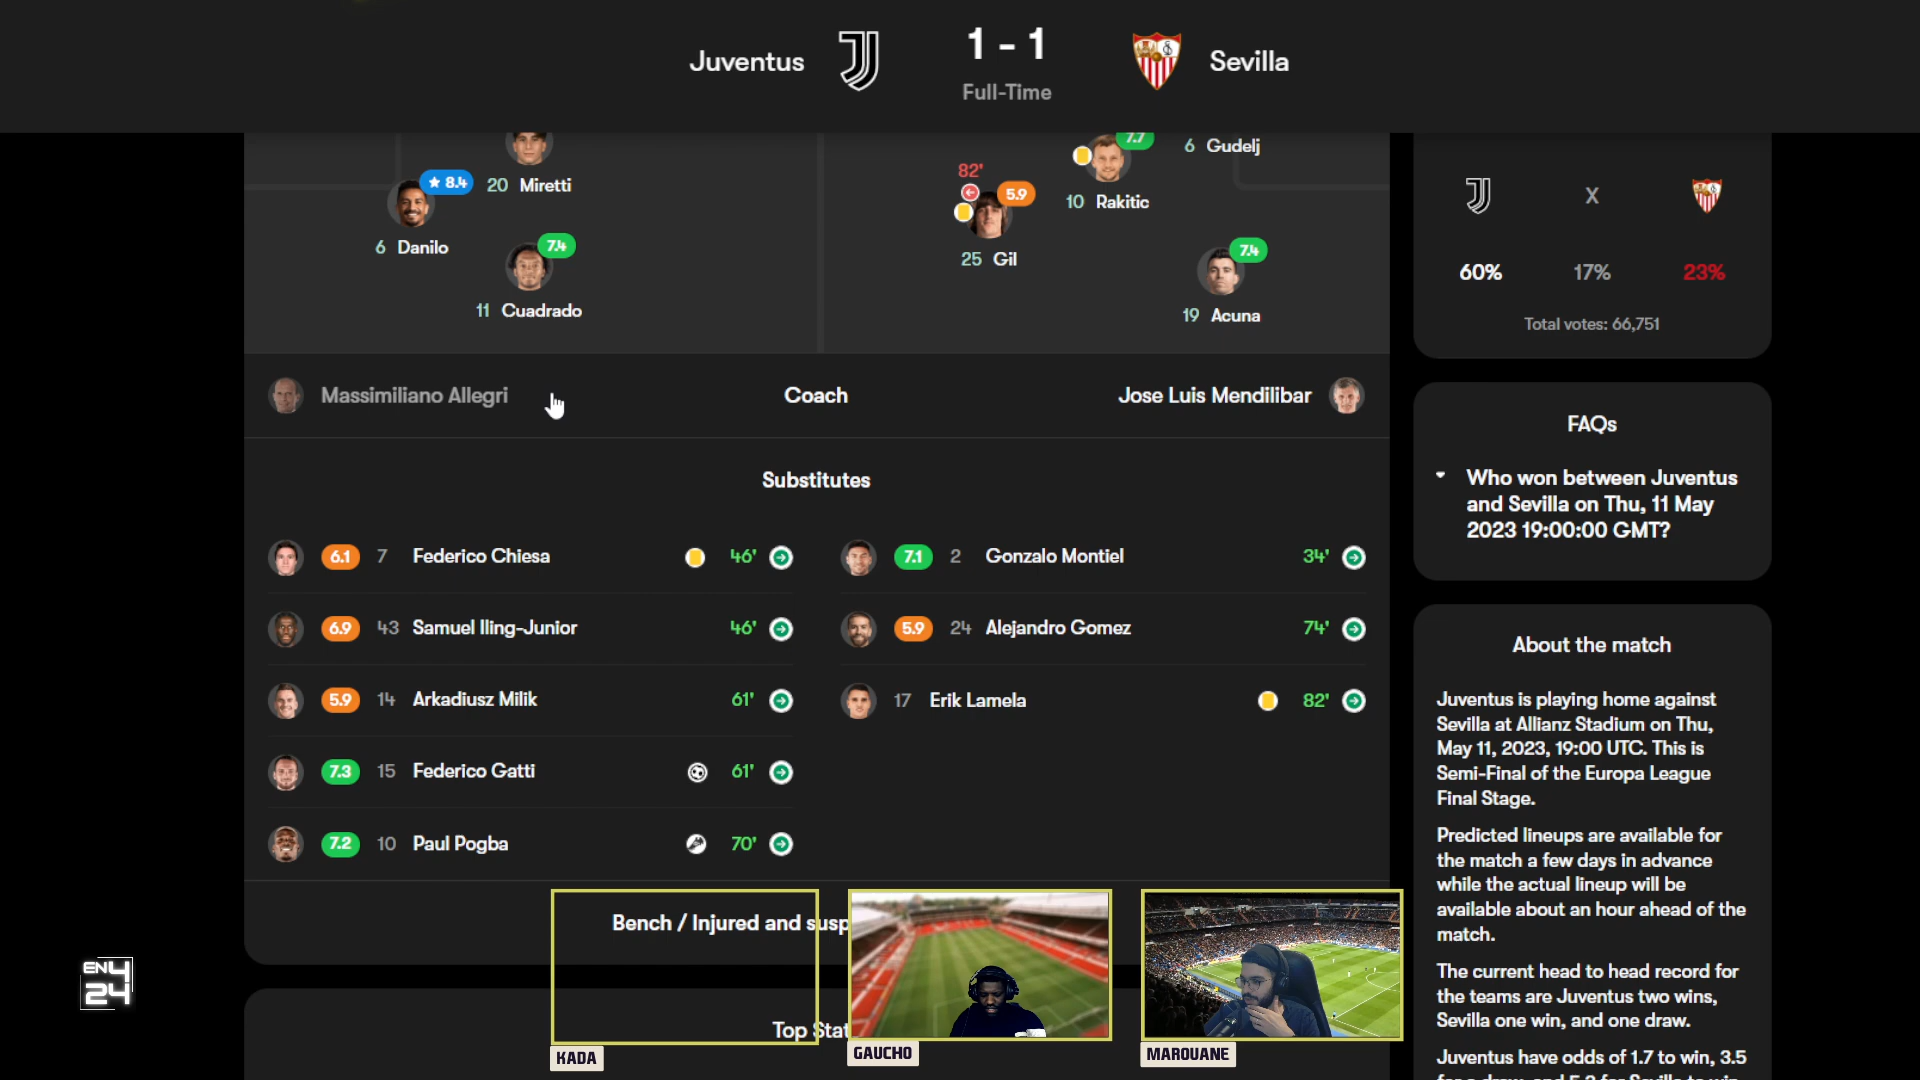 Juventus
1 - 1
Full-Time
Sevilla
20 Miretti
8.4
6 Danilo
7.4
11 Cuadrado
82'
5.9
25 Gil
7.7
10 Rakitic
6 Gudelj
7.4
19 Acuna
Massimiliano Allegri
Coach
Jose Luis Mendilibar
Substitutes
6.1 7 Federico Chiesa 46'
6.9 43 Samuel Iling-Junior 46'
5.9 14 Arkadiusz Milik 61'
7.3 15 Federico Gatti 61'
7.2 10 Paul Pogba 70'
7.1 2 Gonzalo Montiel 34'
5.9 24 Alejandro Gomez 74'
17 Erik Lamela 82'
Bench / Injured and susp
Top Stat
X
60% 17% 23%
Total votes: 66,751
FAQs
Who won between Juventus
and Sevilla on Thu, 11 May
2023 19:00:00 GMT?
About the match
Juventus is playing home against
Sevilla at Allianz Stadium on Thu,
May 11, 2023, 19:00 UTC. This is
Semi-Final of the Europa League
Final Stage.
Predicted lineups are available for
the match a few days in advance
while the actual lineup will be
available about an hour ahead of the
match.
The current head to head record for
the teams are Juventus two wins,
Sevilla one win, and one draw.
Juventus have odds of 1.7 to win, 3.5
EN4
24
KADA
GAUCHO
MAROUANE